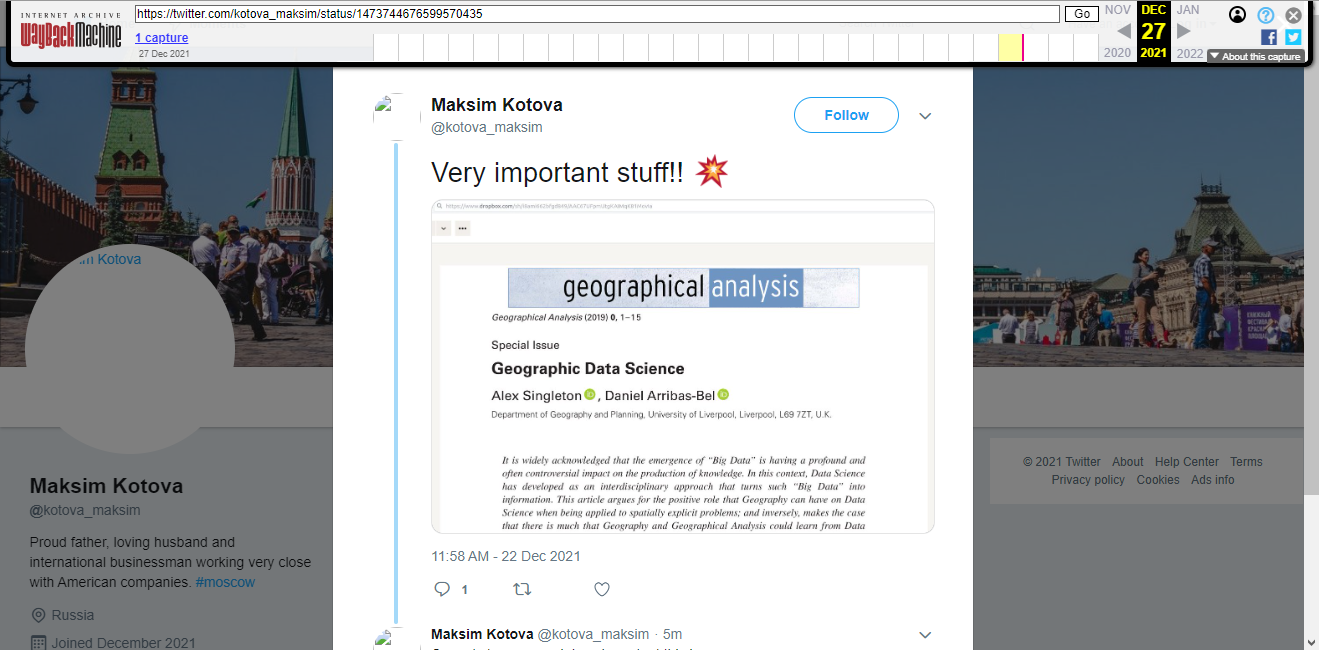 INTERNET ARCHIVE
WayBackMachine
https://twitter.com/kotova_maksim/status/1473744676599570435
Go
1 capture
27 Dec 2021
NOV DEC JAN
27
2020 2021 2022
About this capture
Maksim Kotova
@kotova_maksim
Follow
Very important stuff!!
geographical analysis
Geographical Analysis (2019) 0, 1–15
Special Issue
Geographic Data Science
Alex Singleton, Daniel Arribas-Bel
Department of Geography and Planning, University of Liverpool, Liverpool, L69 7ZT, U.K.
It is widely acknowledged that the emergence of “Big Data” is having a profound and
often controversial impact on the production of knowledge. In this context, Data Science
has developed as an interdisciplinary approach that turns such “Big Data” into
information. This article argues for the positive role that Geography can have on Data
Science when being applied to spatially explicit problems; and inversely, makes the case
that there is much that Geography and Geographical Analysis could learn from Data
11:58 AM - 22 Dec 2021
1
Maksim Kotova @kotova_maksim · 5m
Kotova
Maksim Kotova
@kotova_maksim
Proud father, loving husband and
international businessman working very close
with American companies. #moscow
Russia
Joined December 2021
© 2021 Twitter About Help Center Terms
Privacy policy Cookies Ads info